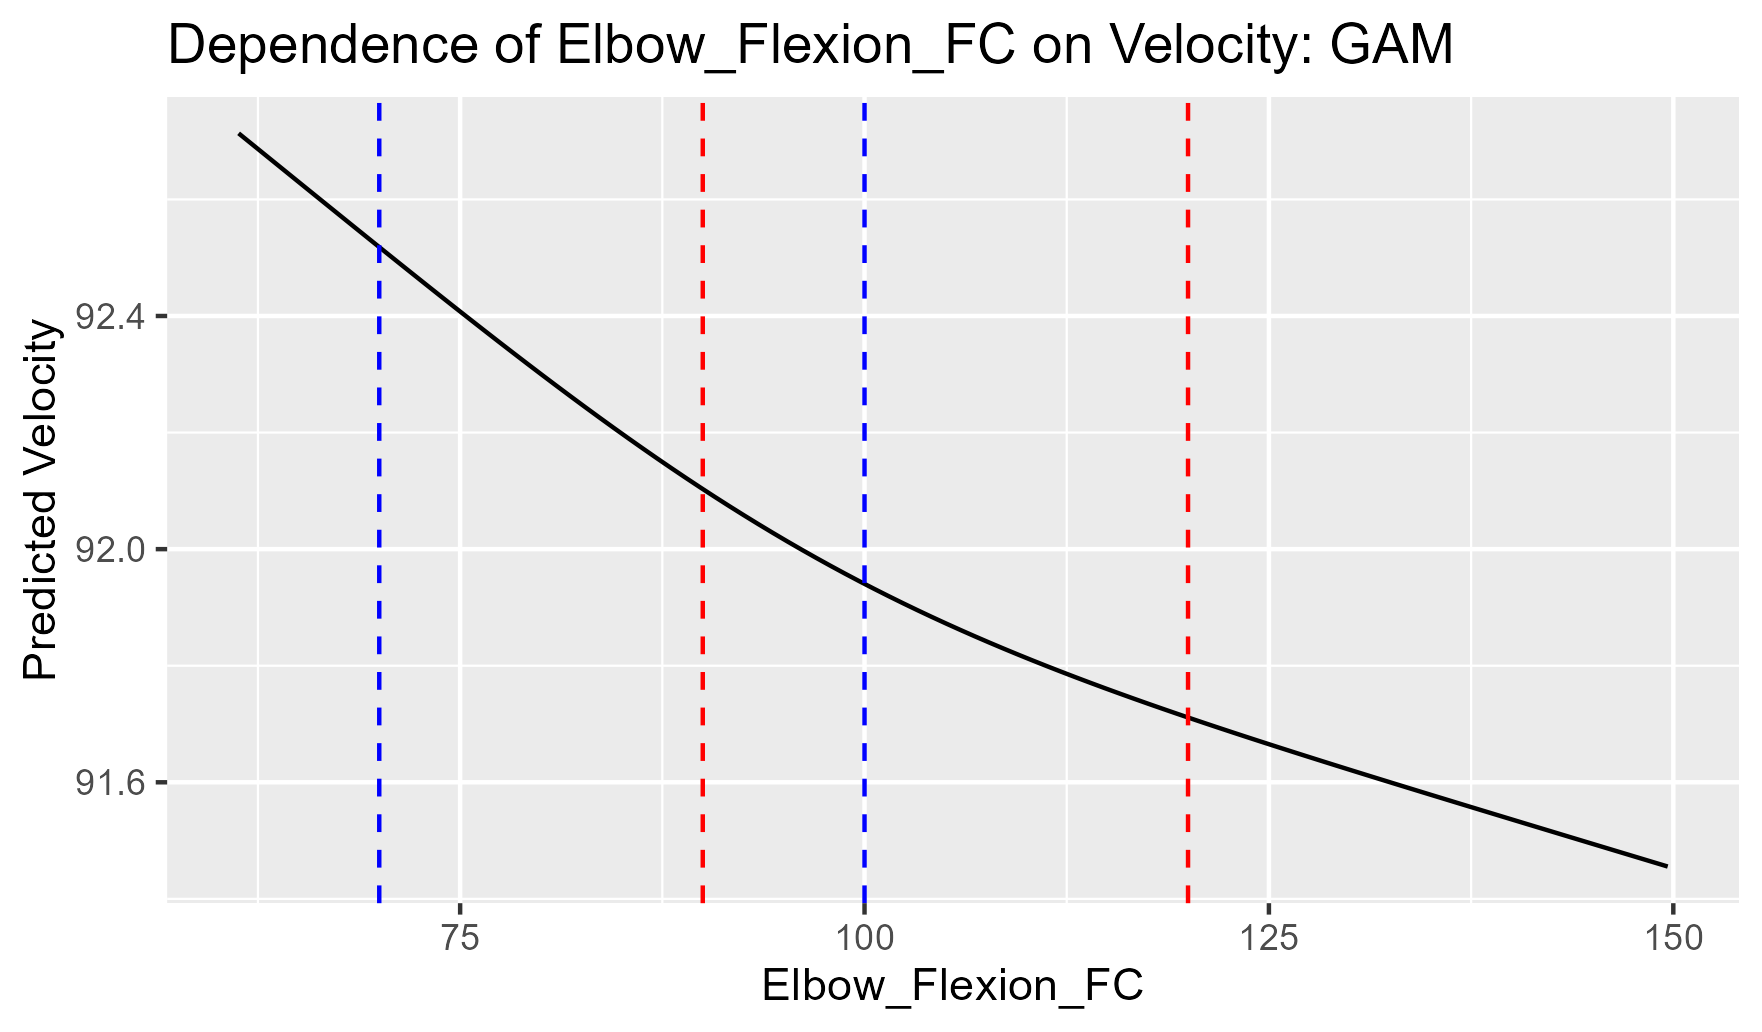 Dependence of Elbow_Flexion_FC on Velocity: GAM
Predicted Velocity
92.4
92.0
91.6
75 100 125 150
Elbow_Flexion_FC